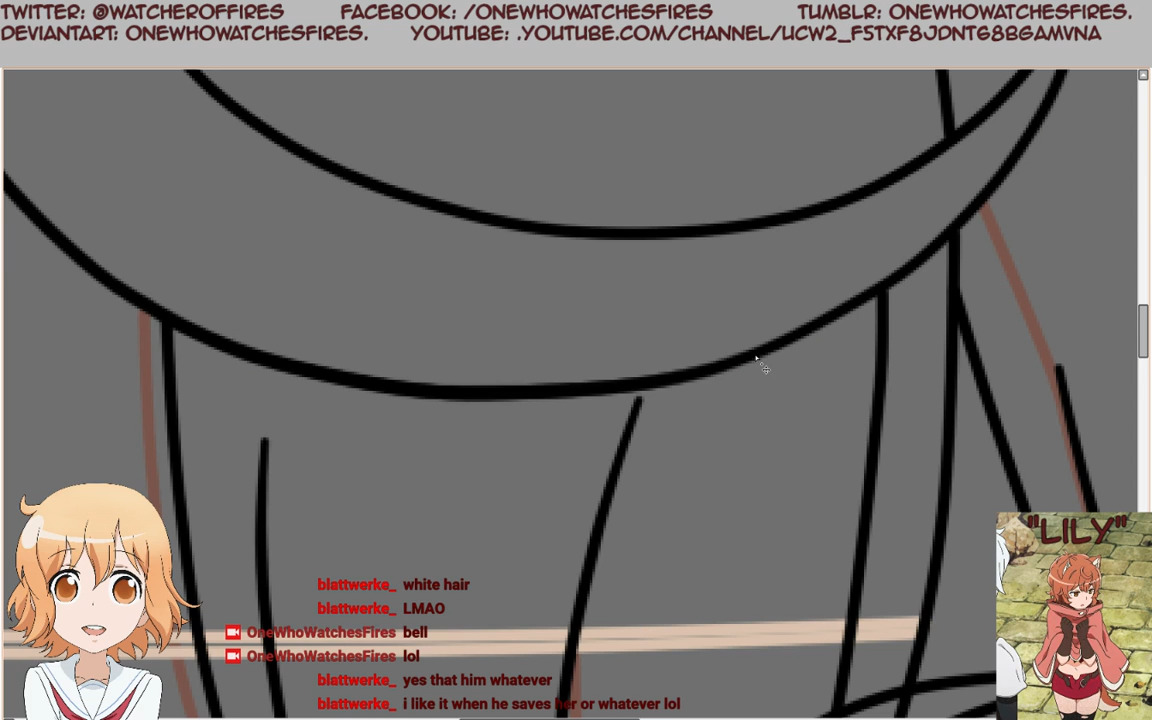 TWITTER: @WATCHEROFFIRES FACEBOOK: /ONEWHOWATCHESFIRES TUMBLR: ONEWHOWATCHESFIRES.
DEVIANTART: ONEWHOWATCHESFIRES. YOUTUBE: .YOUTUBE.COM/CHANNEL/UCW2_F5TXF8JDNTG8BGAMVNA
"LILY"
blattwerke_ white hair
blattwerke_ LMAO
OneWhoWatchesFires bell
OneWhoWatchesFires lol
blattwerke_ yes that him whatever
blattwerke_ i like it when he saves her or whatever lol